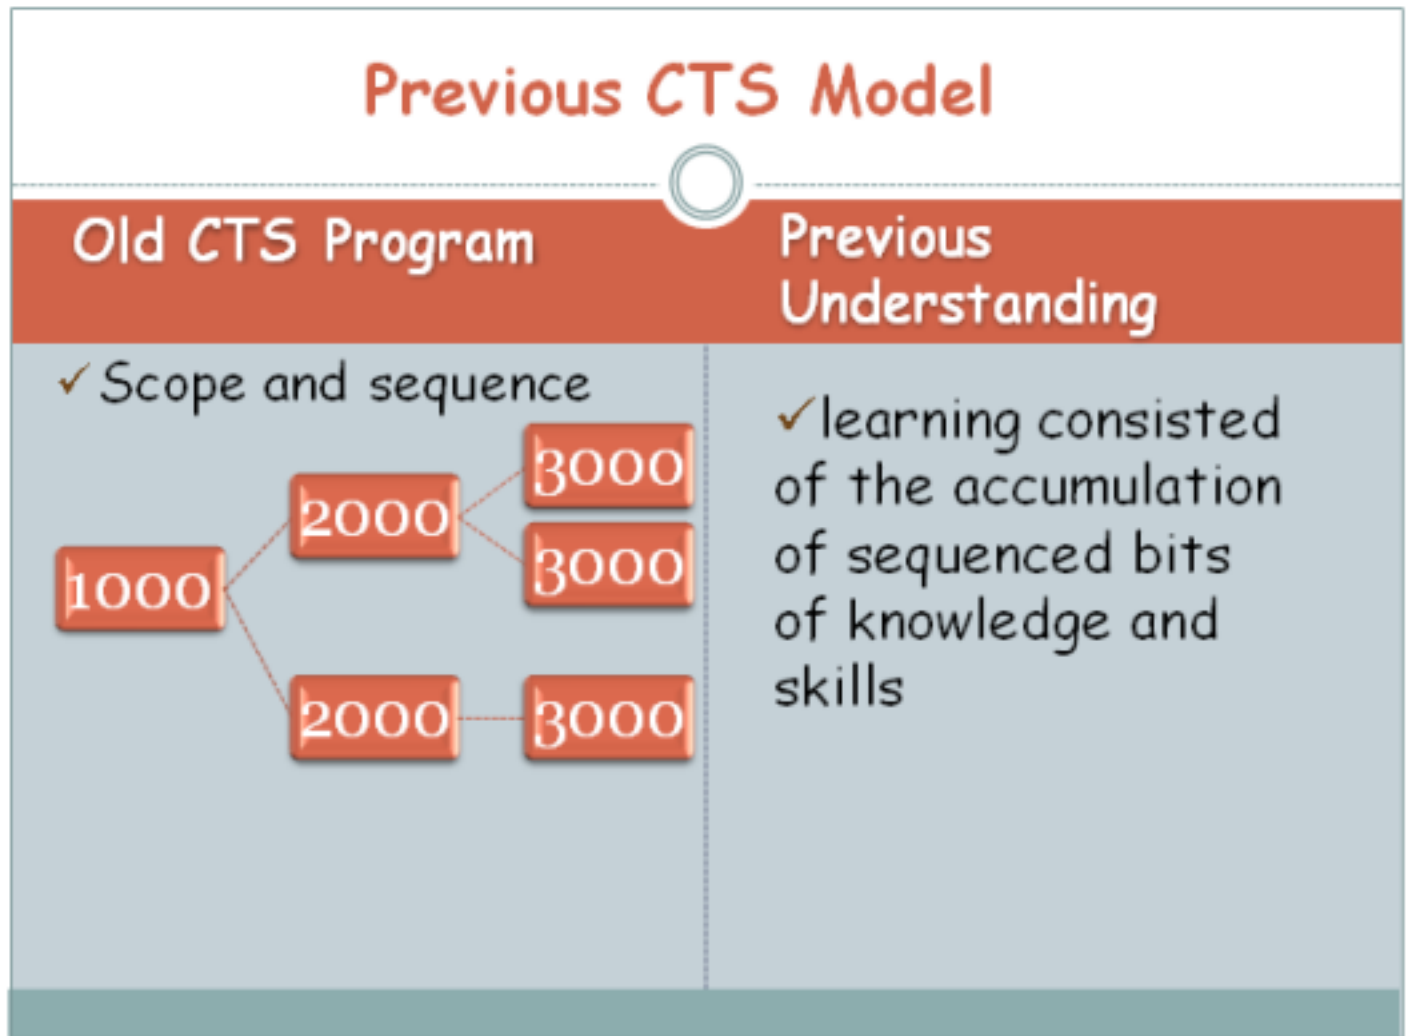 Previous CTS Model
Old CTS Program
Previous
Understanding
✓ Scope and sequence
1000
2000
3000
3000
2000
3000
✓learning consisted
of the accumulation
of sequenced bits
of knowledge and
skills